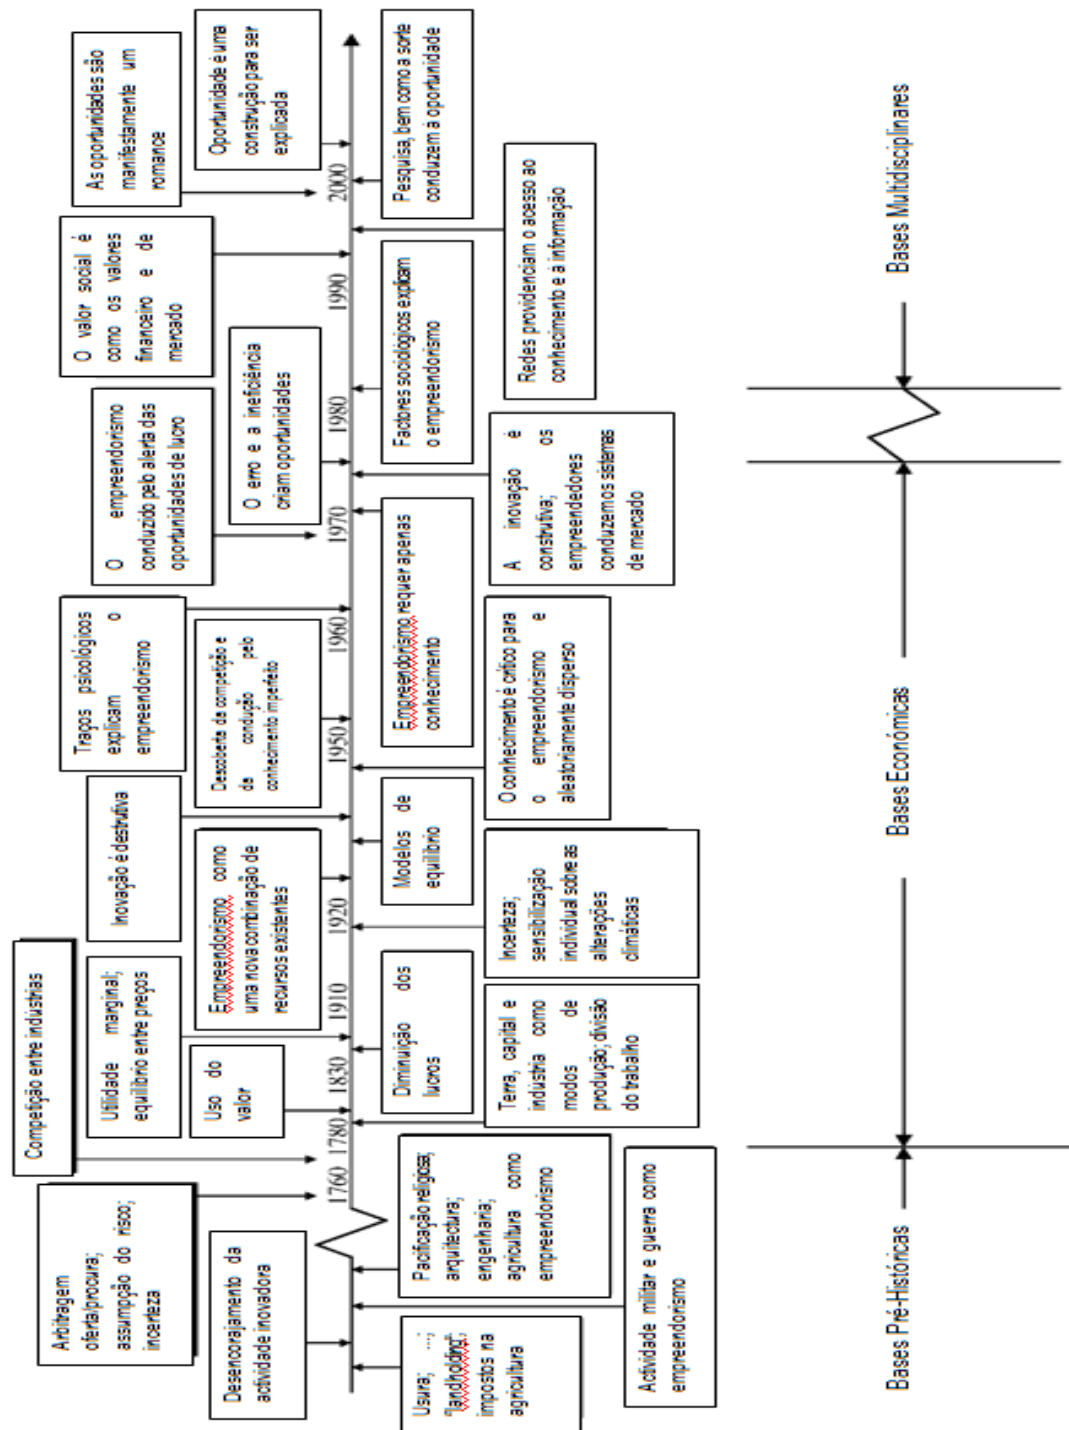 Competição entre indústrias
Arbitragem
oferta/procura;
assumpção do risco;
incerteza
Utilidade marginal;
equilíbrio entre preços
Inovação é destrutiva
Traços psicológicos
explicam o
empreendorismo
O empreendorismo
conduzido pelo alerta das
oportunidades de lucro
O valor social é
como os valores
financeiro e de
mercado
As oportunidades são
manifestamente um
romance
Desencorajamento da
actividade inovadora
Uso do
valor
Empreendorismo como
uma nova combinação de
recursos existentes
Descoberta da competição e
da condução pelo
conhecimento imperfeito
O erro e a ineficiência
criam oportunidades
Oportunidade é uma
construção para ser
explicada
1760
1780
1830
1910
1920
1950
1960
1970
1980
1990
2000
Usura; ...;
"landholding";
impostos na
agricultura
Pacificação religiosa;
arquitectura;
engenharia;
agricultura como
empreendorismo
Diminuição dos
lucros
Modelos de
equilíbrio
Empreendorismo requer apenas
conhecimento
Factores sociológicos explicam
o empreendorismo
Pesquisa, bem como a sorte
conduzem à oportunidade
Actividade militar e guerra como
empreendorismo
Terra, capital e
indústria como
modos de
produção; divisão
do trabalho
Incerteza;
sensibilização
individual sobre as
alterações
climáticas
O conhecimento é crítico para
o empreendorismo e
aleatoriamente disperso
A inovação é
construtiva; os
empreendedores
conduzemos sistemas
de mercado
Redes providenciam o acesso ao
conhecimento e à informação
Bases Pré-Históricas
Bases Económicas
Bases Multidisciplinares